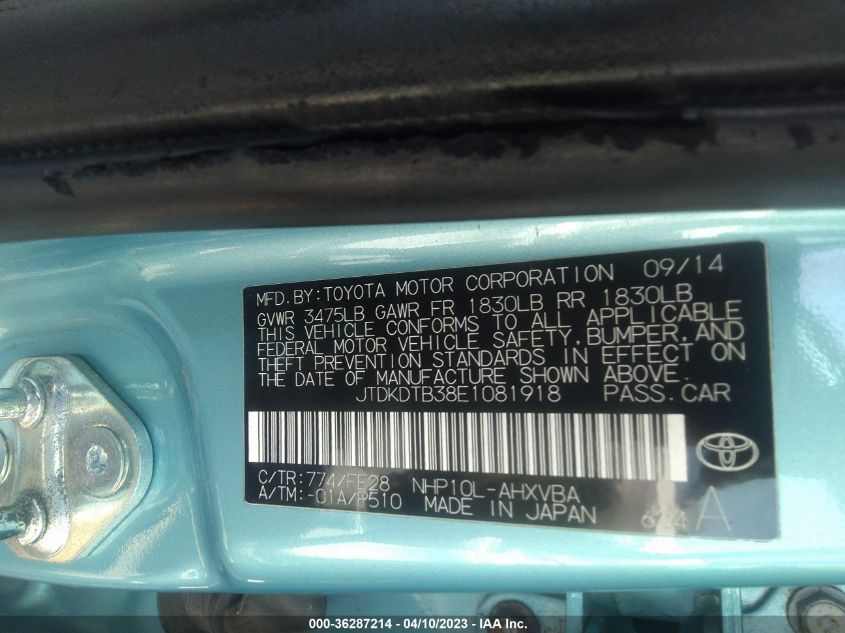 MFD. BY: TOYOTA MOTOR CORPORATION 09/14
GVWR 3475LB GAWR FR 1830LB RR 1830LB
THIS VEHICLE CONFORMS TO ALL APPLICABLE
FEDERAL MOTOR VEHICLE SAFETY, BUMPER, AND
THEFT PREVENTION STANDARDS IN EFFECT ON
THE DATE OF MANUFACTURE SHOWN ABOVE.
JTDKDTB38E1081918 PASS. CAR
C/TR: 774/FE28 NHP10L-AHXVBA
A/TM: -01A/P510 MADE IN JAPAN A
000-36287214 - 04/10/2023 - IAA Inc.